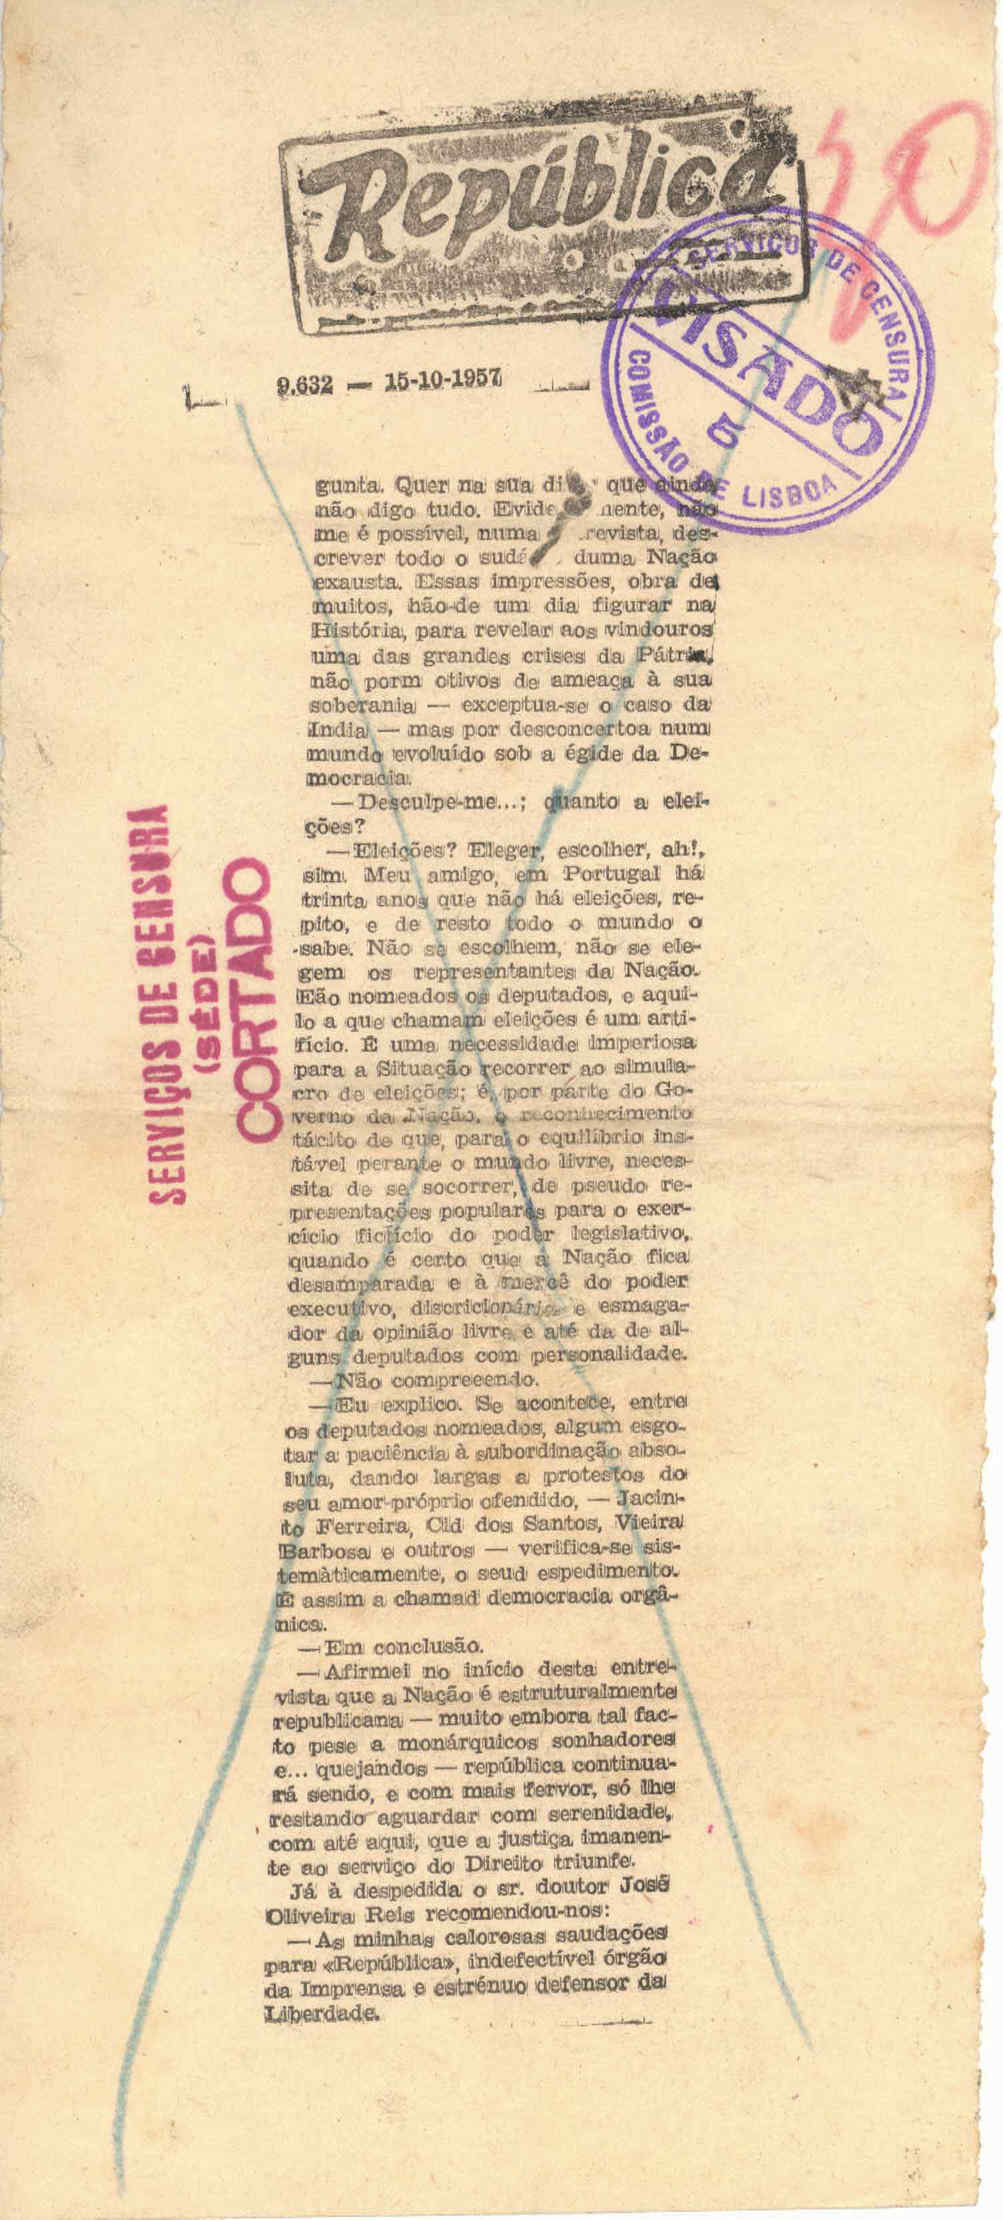 República
SERVIÇOS DE CENSURA
VISADO
5
COMISSÃO DE LISBOA
9.632 — 15-10-1957
SERVIÇOS DE CENSURA
(SÉDE)
CORTADO
gunta. Quer na sua que ainda
não digo tudo. não
me é possível, numa des-
crever todo o duma Nação
exausta. Essas impressões, obra de
muitos, hão-de um dia figurar na
História, para revelar aos vindouros
uma das grandes crises da Pátria,
não porm otivos de ameaça à sua
soberania — exceptua-se o caso da
India — mas por desconcertoa num
mundo evoluído sob a égide da De-
mocracia.
—Desculpe-me...; quanto a elei-
ções?
—Eleições? Eleger, escolher, ah!,
sim. Meu amigo, em Portugal há
trinta anos que não há eleições, re-
pito, e de resto todo o mundo o
sabe. Não se escolhem, não se ele-
gem os representantes da Nação.
Eão nomeados os deputados, e aqui-
lo a que chamam eleições é um arti-
fício. É uma necessidade imperiosa
para a Situação recorrer ao simula-
cro de eleições; é, por parte do Go-
verno da Nação, o reconhecimento
tácito de que, para o equilíbrio ins-
tável perante o mundo livre, neces-
sita de se socorrer, de pseudo re-
presentações populares para o exer-
cício fictício do poder legislativo,
quando é certo que a Nação fica
desamparada e à mercê do poder
executivo, discricionário e esmaga-
dor da opinião livre e até da de al-
guns deputados com personalidade.
—Não compreeendo.
—Eu explico. Se acontece, entre
os deputados nomeados, algum esgo-
tar a paciência à subordinação abso-
luta, dando largas a protestos do
seu amor-próprio ofendido, — Jacin-
to Ferreira, Cid dos Santos, Vieira
Barbosa e outros — verifica-se sis-
temàticamente, o seud espedimento.
É assim a chamad democracia orgâ-
nica.
—Em conclusão.
—Afirmei no início desta entre-
vista que a Nação é estruturalmente
republicana — muito embora tal fac-
to pese a monárquicos sonhadores
e... quejandos — república continua-
rá sendo, e com mais fervor, só lhe
restando aguardar com serenidade,
com até aqui, que a justiça imanen-
te ao serviço do Direito triunfe.
Já à despedida o sr. doutor José
Oliveira Reis recomendou-nos:
—As minhas calorosas saudações
para «República», indefectível órgão
da Imprensa e estrénuo defensor da
Liberdade.